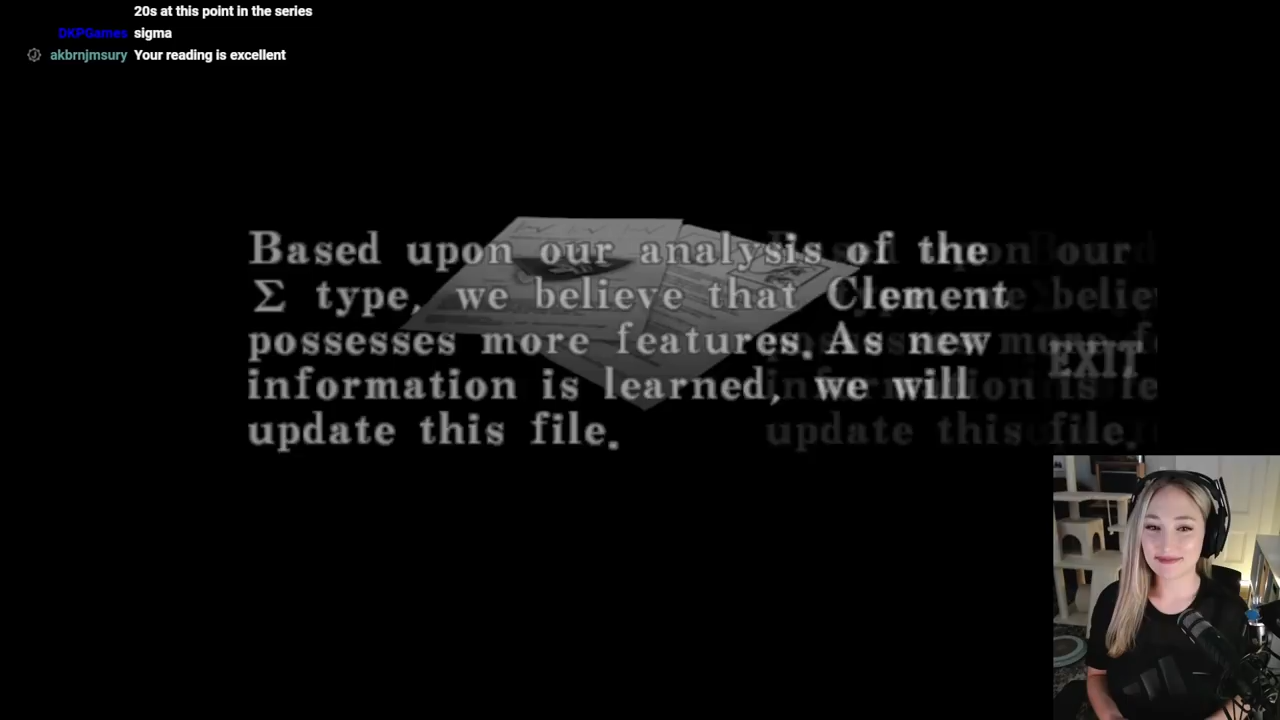 20s at this point in the series
DKPGames sigma
akbrnjmsury Your reading is excellent
Based upon our analysis of the
Σ type, we believe that Clement
possesses more features. As new
information is learned, we will
update this file.
EXIT